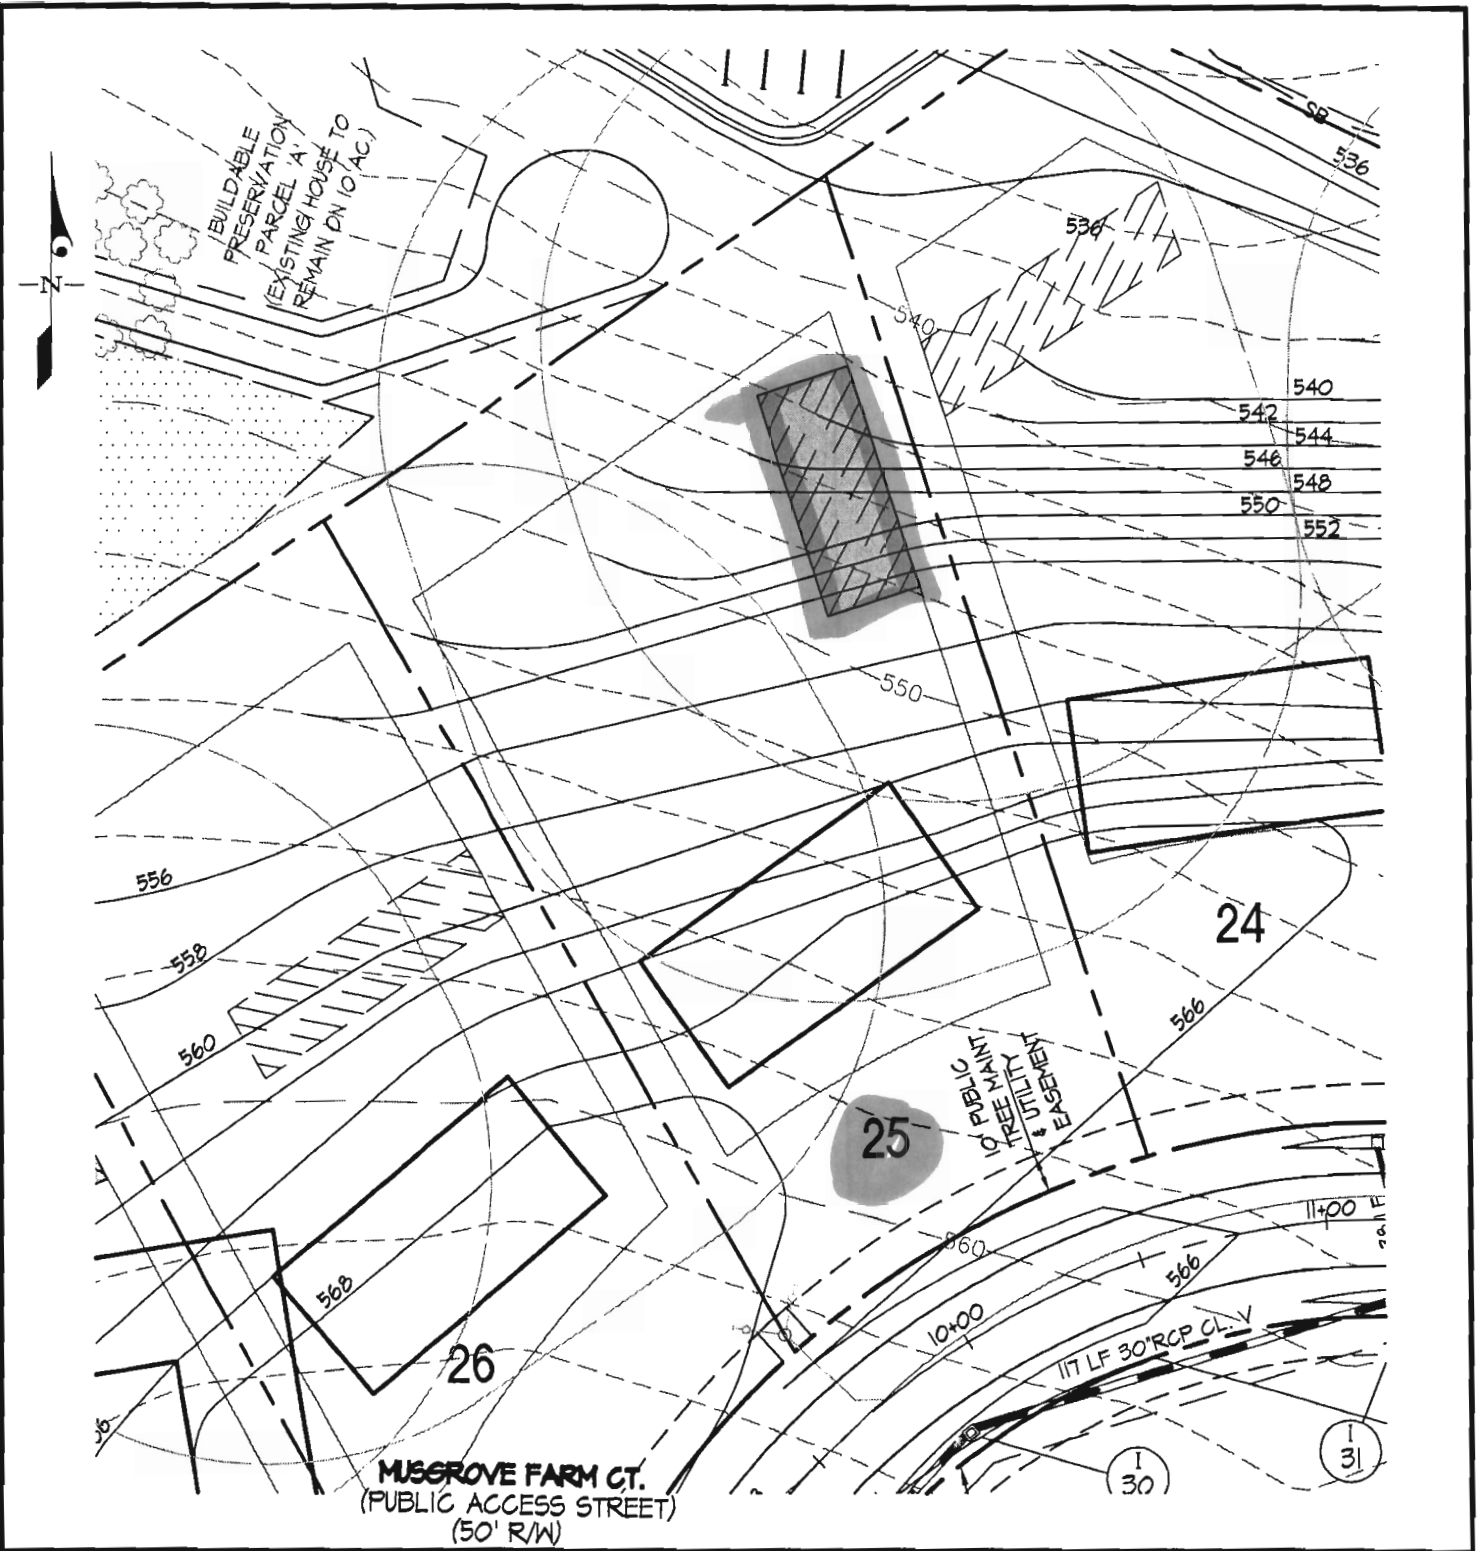 SB
536
BUILDABLE
PRESERVATION
PARCEL 'A'
(EXISTING HOUSE TO
REMAIN ON 10 AC.)
N
536
540
540
542
544
546
548
550
552
550
556
558
560
24
566
10' PUBLIC
TREE MAINT.
& UTILITY
EASEMENT
25
11+00
560
566
568
10+00
117 LF 30"RCP CL. V
26
I
31
I
30
MUSGROVE FARM CT.
(PUBLIC ACCESS STREET)
(50' R/W)